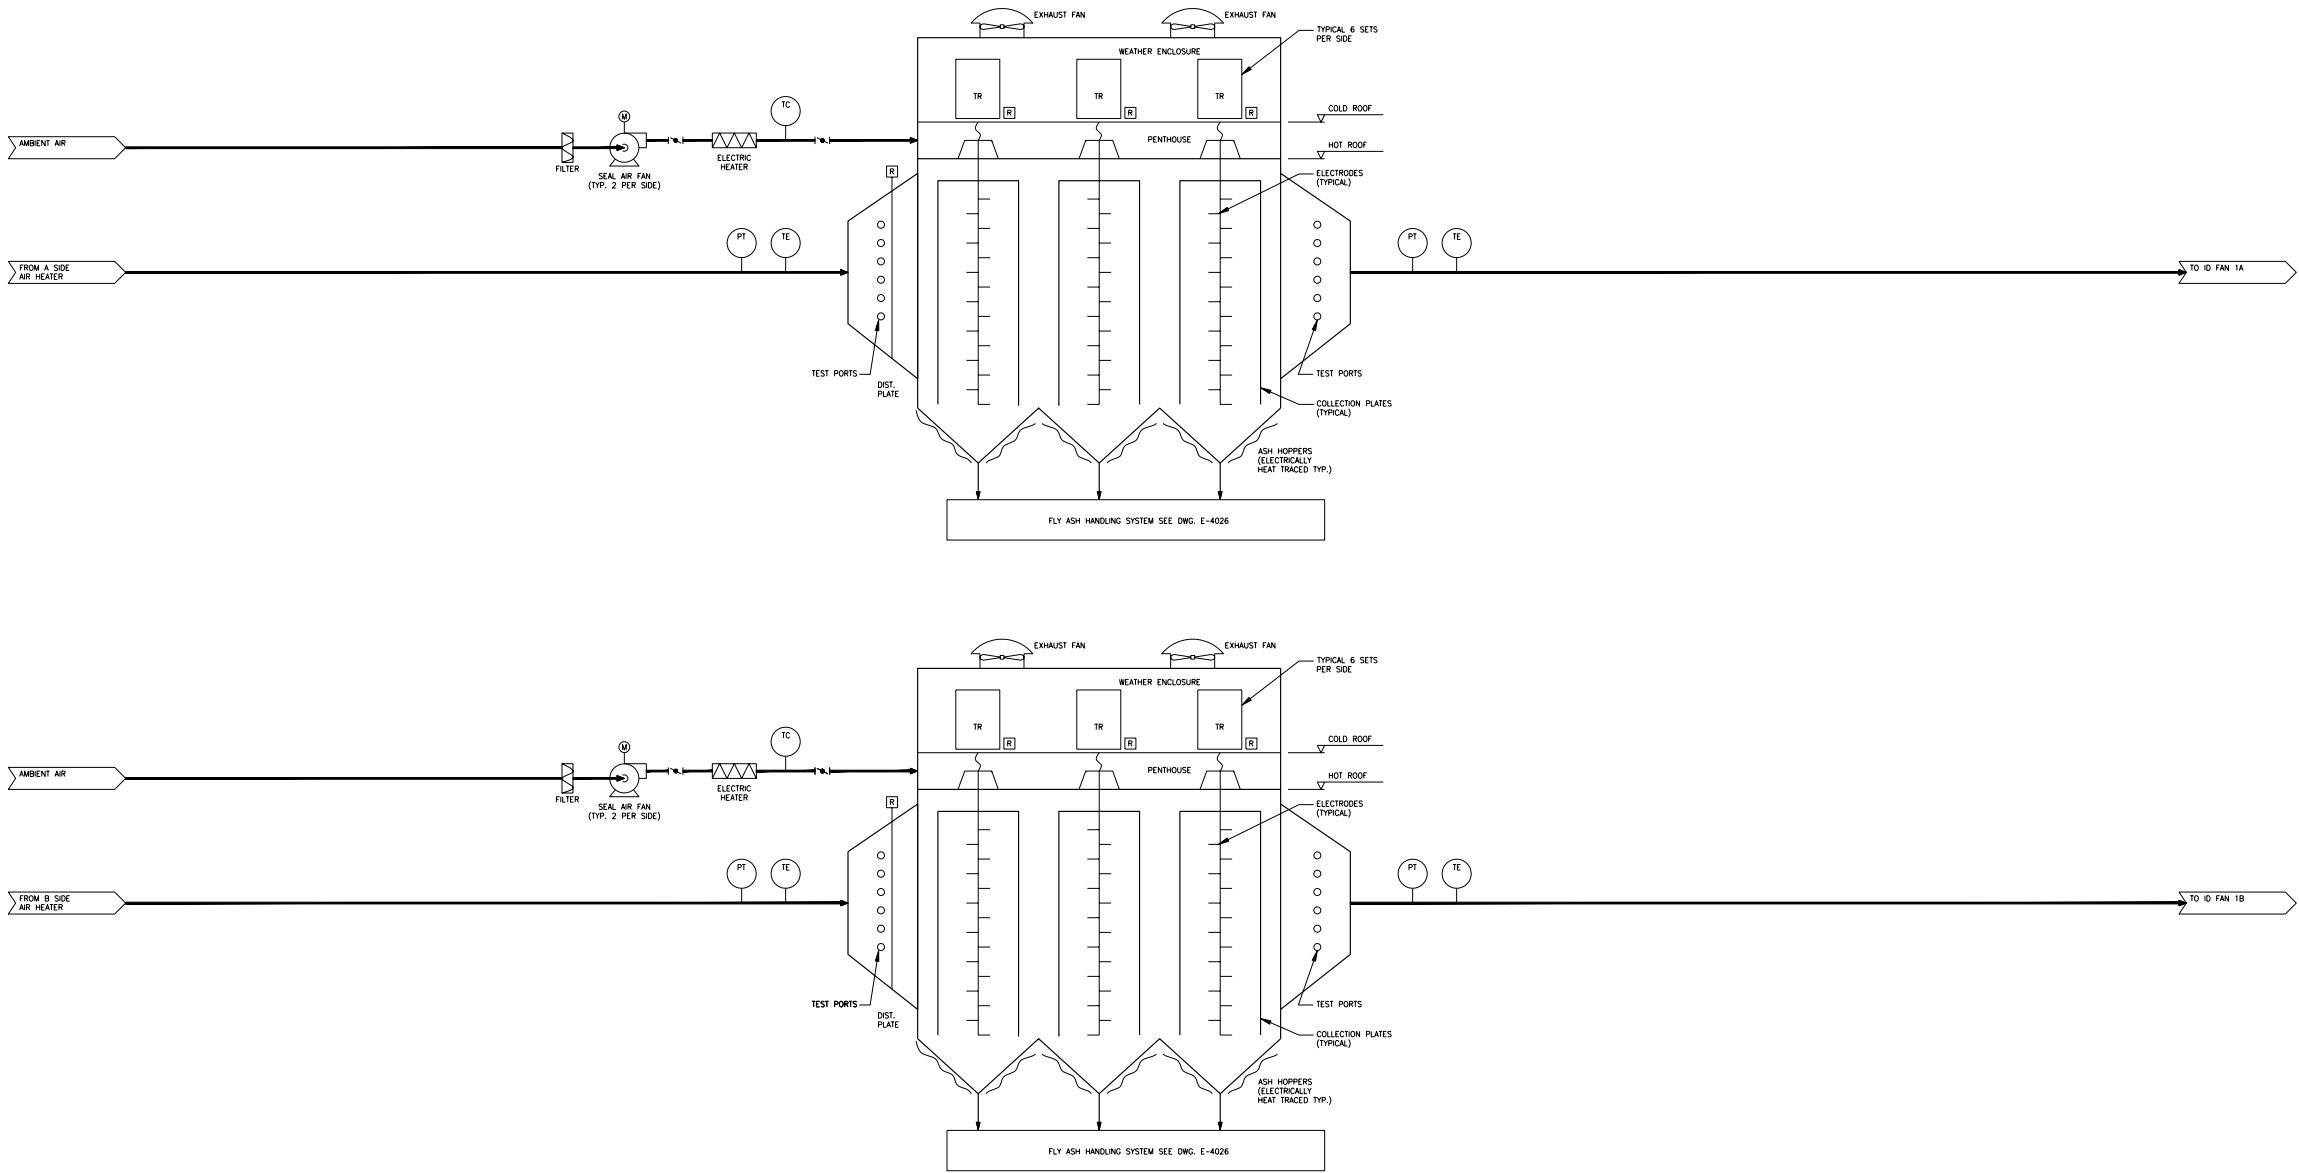 EXHAUST FAN
EXHAUST FAN
TYPICAL 6 SETS
PER SIDE
WEATHER ENCLOSURE
TR
TR
TR
R
R
R
COLD ROOF
TC
M
AMBIENT AIR
PENTHOUSE
HOT ROOF
FILTER
ELECTRIC
HEATER
SEAL AIR FAN
(TYP. 2 PER SIDE)
R
ELECTRODES
(TYPICAL)
PT
TE
PT
TE
FROM A SIDE
AIR HEATER
TO ID FAN 1A
TEST PORTS
DIST.
PLATE
TEST PORTS
COLLECTION PLATES
(TYPICAL)
ASH HOPPERS
(ELECTRICALLY
HEAT TRACED TYP.)
FLY ASH HANDLING SYSTEM SEE DWG. E-4026
EXHAUST FAN
EXHAUST FAN
TYPICAL 6 SETS
PER SIDE
WEATHER ENCLOSURE
TR
TR
TR
R
R
R
COLD ROOF
TC
M
AMBIENT AIR
PENTHOUSE
HOT ROOF
FILTER
ELECTRIC
HEATER
SEAL AIR FAN
(TYP. 2 PER SIDE)
R
ELECTRODES
(TYPICAL)
PT
TE
PT
TE
FROM B SIDE
AIR HEATER
TO ID FAN 1B
TEST PORTS
DIST.
PLATE
TEST PORTS
COLLECTION PLATES
(TYPICAL)
ASH HOPPERS
(ELECTRICALLY
HEAT TRACED TYP.)
FLY ASH HANDLING SYSTEM SEE DWG. E-4026